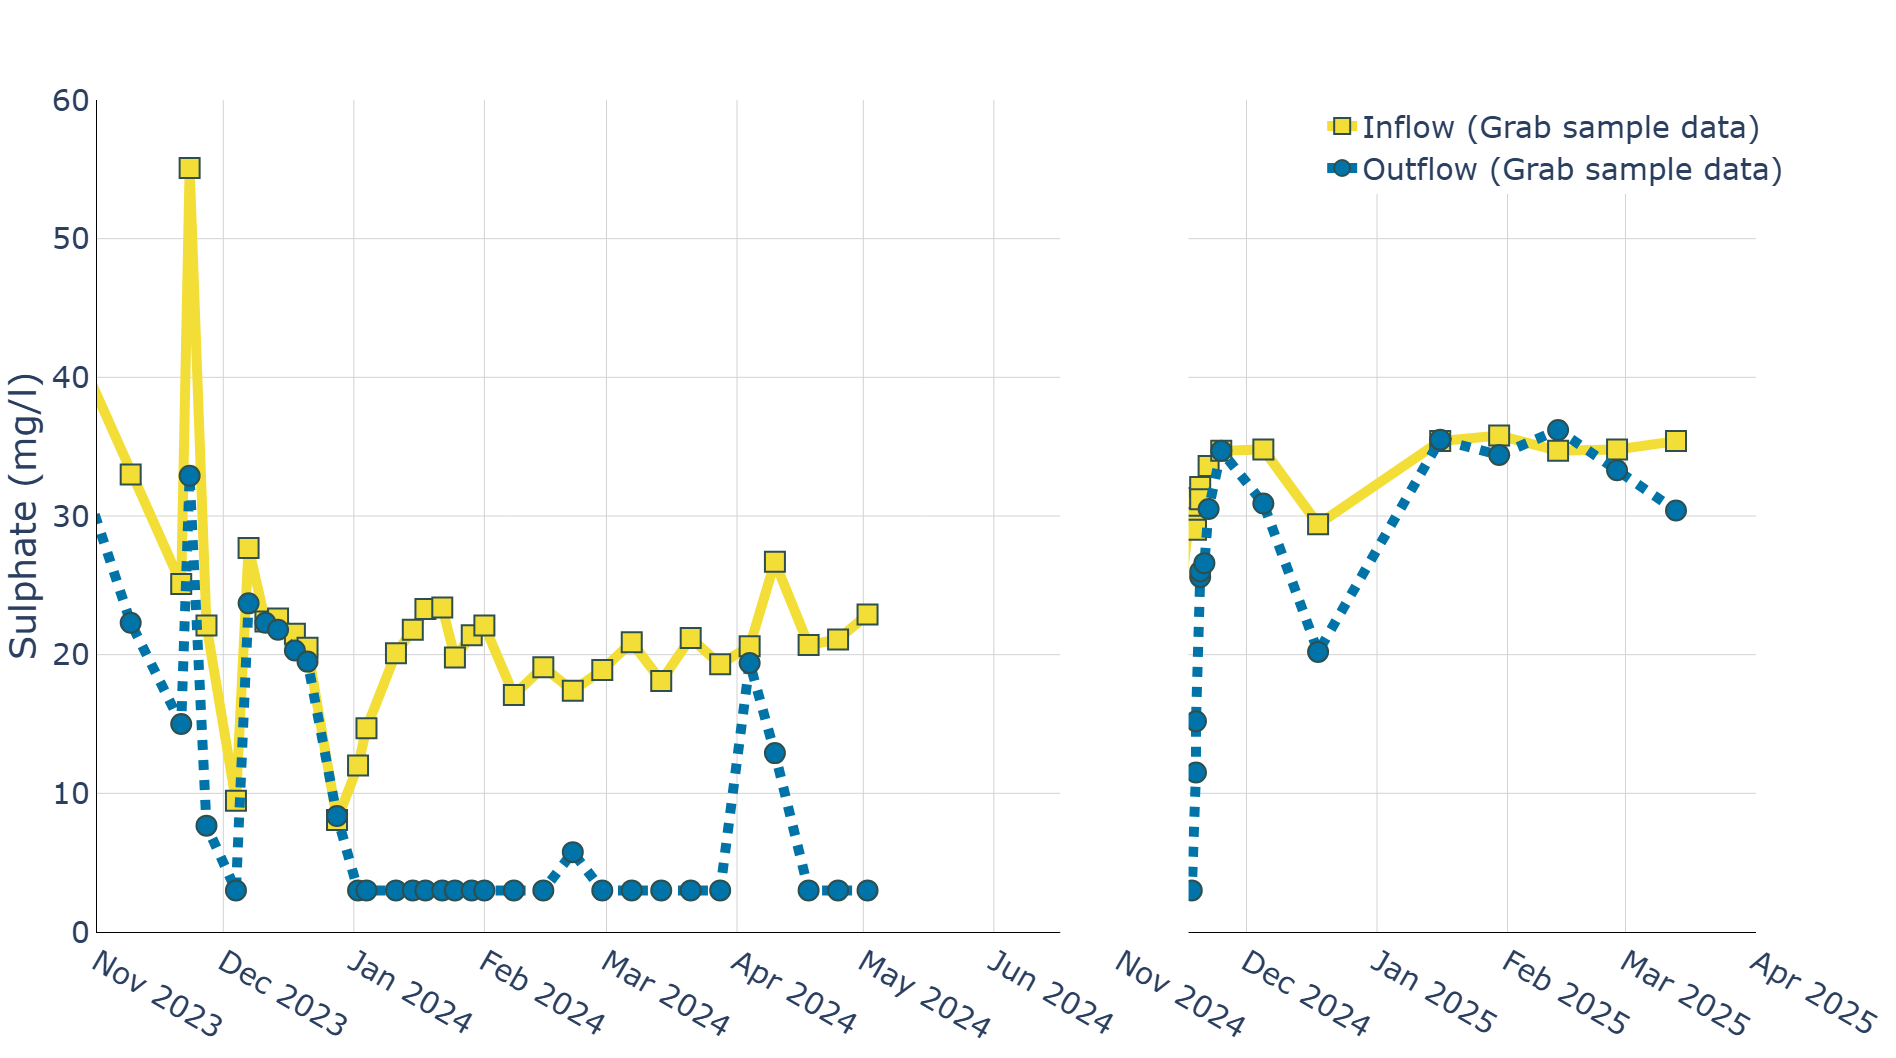 Inflow (Grab sample data)
Outflow (Grab sample data)
Sulphate (mg/l)
60
50
40
30
20
10
0
Nov 2023
Dec 2023
Jan 2024
Feb 2024
Mar 2024
Apr 2024
May 2024
Jun 2024
Nov 2024
Dec 2024
Jan 2025
Feb 2025
Mar 2025
Apr 2025